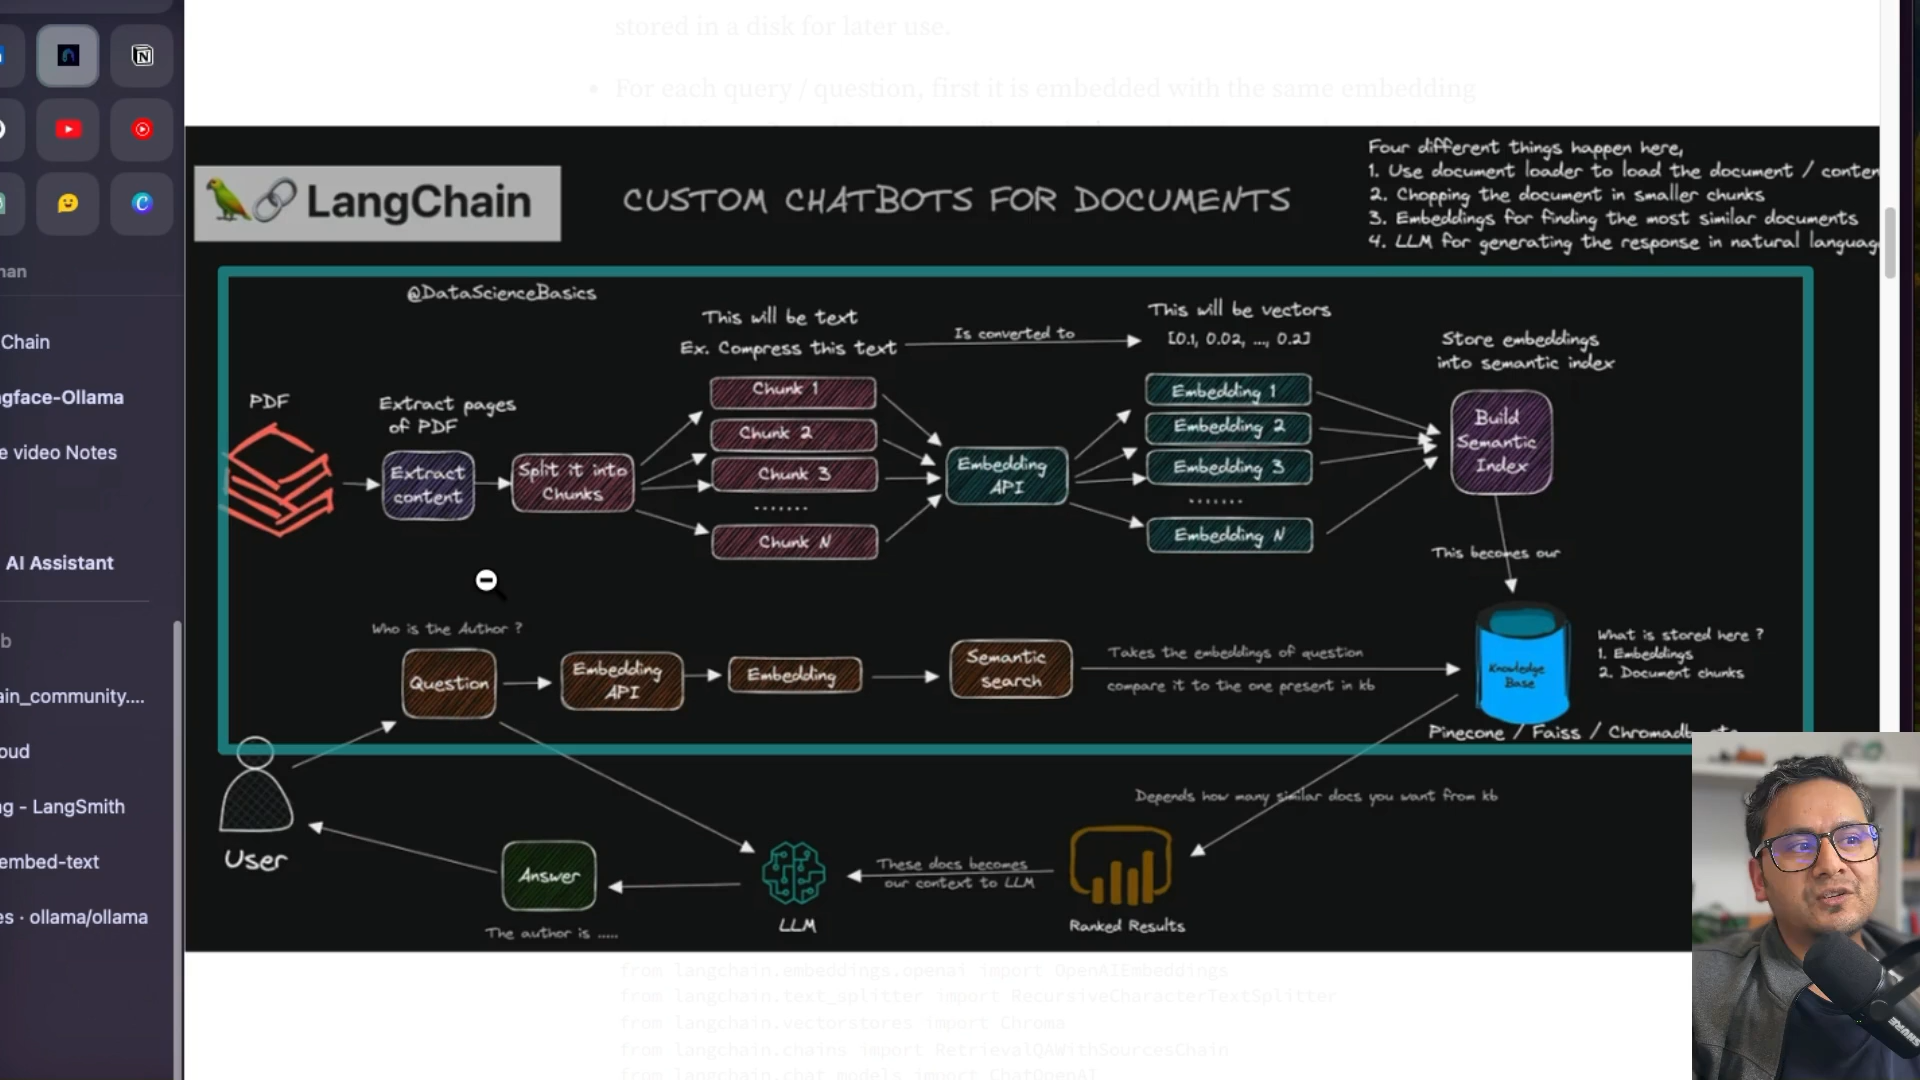 stored in a disk for later use.
• For each query / question, first it is embedded with the same embedding
LangChain
CUSTOM CHATBOTS FOR DOCUMENTS
Four different things happen here,
1. Use document loader to load the document / conten
2. Chopping the document in smaller chunks
3. Embeddings for finding the most similar documents
4. LLM for generating the response in natural languag
@DataScienceBasics
This will be text
Ex. Compress this text
Is converted to
This will be vectors
[0.1, 0.02, ..., 0.2]
Store embeddings
into semantic index
PDF
Extract pages
of PDF
Extract
content
Split it into
Chunks
Chunk 1
Chunk 2
Chunk 3
.......
Chunk N
Embedding
API
Embedding 1
Embedding 2
Embedding 3
.......
Embedding N
Build
Semantic
Index
This becomes our
Who is the Author ?
Question
Embedding
API
Embedding
Semantic
search
Takes the embeddings of question
compare it to the one present in kb
Knowledge
Base
What is stored here ?
1. Embeddings
2. Document chunks
Pinecone / Faiss / Chromadb
User
Answer
The author is .....
LLM
These docs becomes
our context to LLM
Ranked Results
Depends how many similar docs you want from kb
from langchain.embeddings.openai import OpenAIEmbeddings
from langchain.text_splitter import RecursiveCharacterTextSplitter
from langchain.vectorstores import Chroma
from langchain.chains import RetrievalQAWithSourcesChain
from langchain.chat_models import ChatOpenAI
N
C
nan
Chain
gface-Ollama
e video Notes
AI Assistant
b
ain_community....
oud
g - LangSmith
embed-text
es · ollama/ollama
SHURE